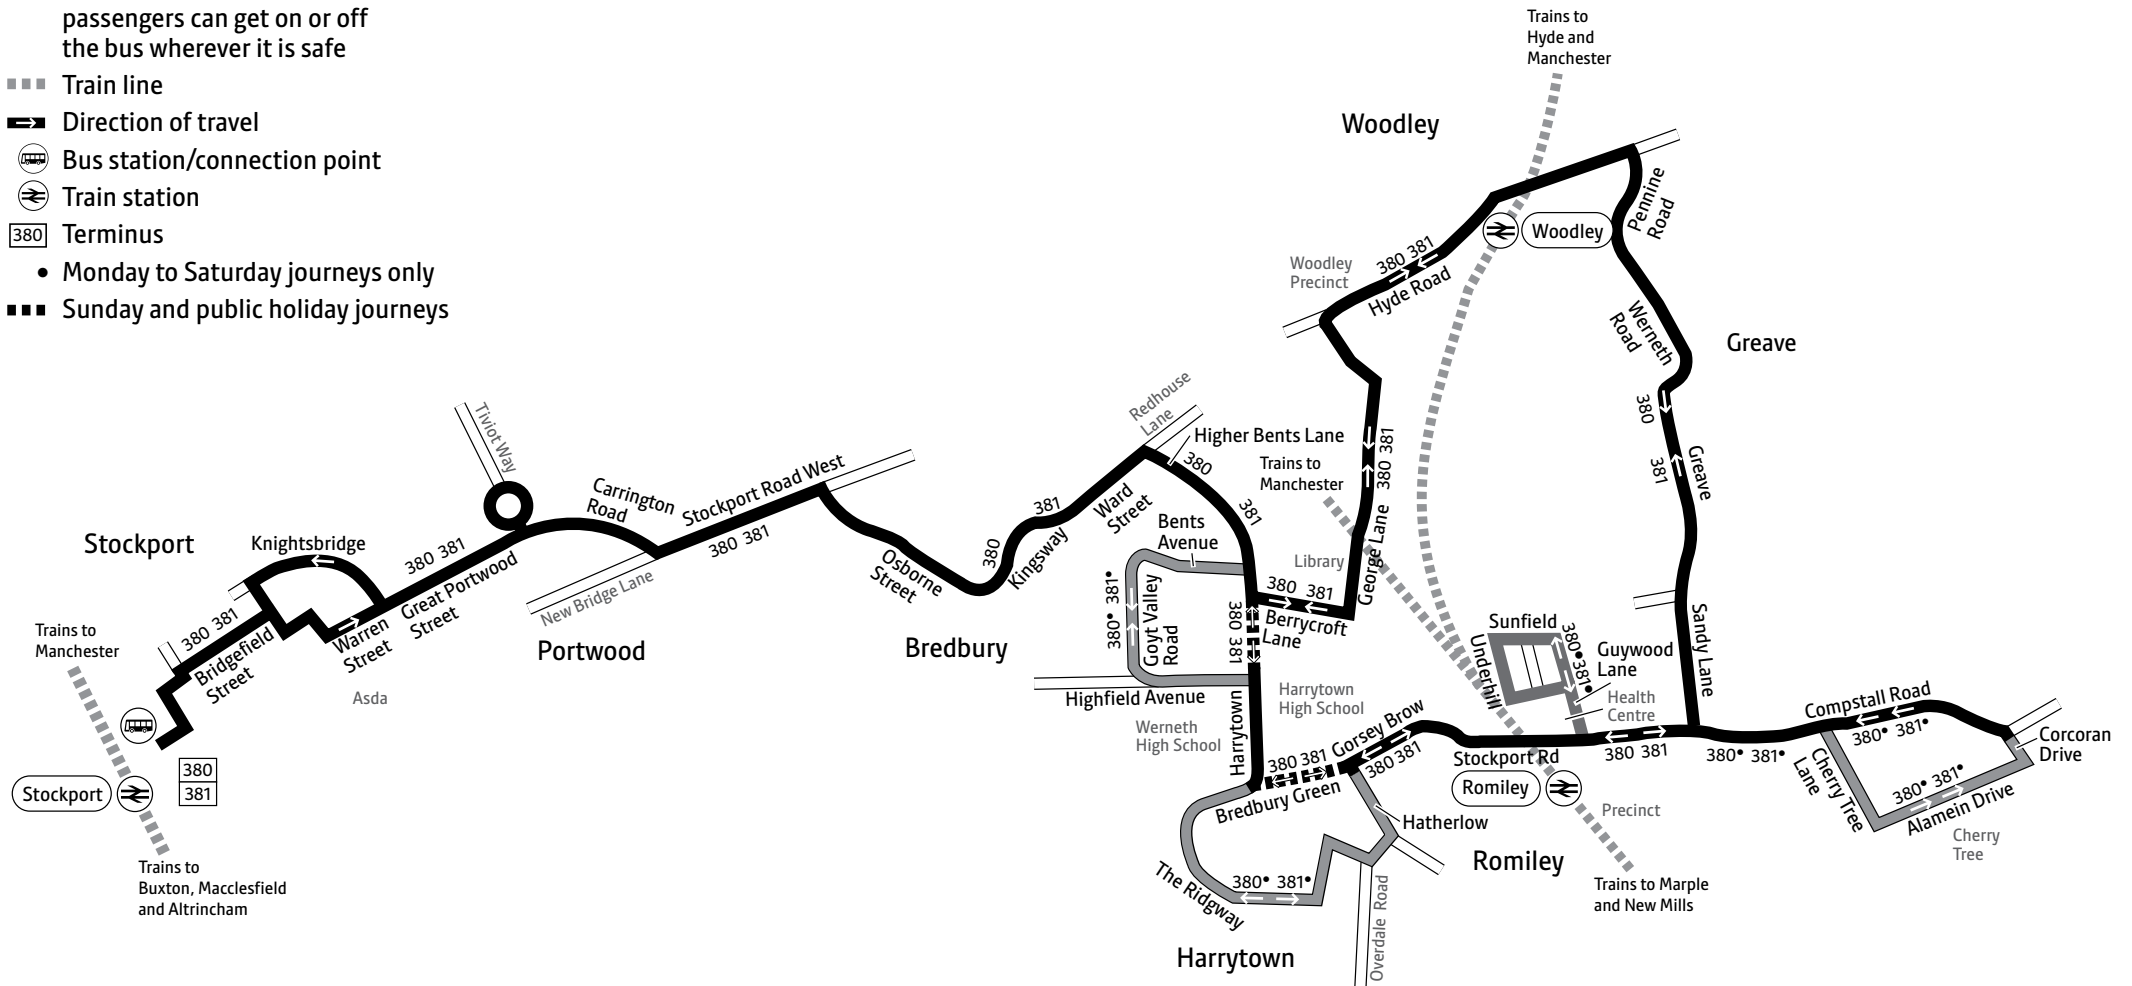 passengers can get on or off
the bus wherever it is safe
Train line
Direction of travel
Bus station/connection point
Train station
380 Terminus
• Monday to Saturday journeys only
Sunday and public holiday journeys
Trains to
Hyde and
Manchester
Woodley
Pennine
Road
Woodley
Woodley
Precinct
380 381
Hyde Road
Werneth
Road
Greave
380
381
Greave
Sandy Lane
Redhouse
Lane
Higher Bents Lane
380
381
Trains to
Manchester
380 381
George Lane
Library
Tiviot Way
Carrington
Road
Stockport Road West
380 381
New Bridge Lane
Portwood
Stockport
Knightsbridge
380 381
Great Portwood
Street
380 381
Bridgefield
Street
Warren
Street
Asda
Trains to
Manchester
380
381
Stockport
Trains to
Buxton, Macclesfield
and Altrincham
Osborne
Street
380
381
Kingsway
Ward
Street
Bredbury
Bents
Avenue
380• 381•
Goyt Valley
Road
Highfield Avenue
380 381
380 381
Berrycroft
Lane
Werneth
High School
Harrytown
High School
Harrytown
380 381
Bredbury Green
Gorsey Brow
380 381
Hatherlow
The Ridgway
380• 381•
Harrytown
Overdale Road
Sunfield
Underhill
380• 381•
Guywood
Lane
Health
Centre
Stockport Rd
380 381
380• 381•
Romiley
Precinct
Romiley
Trains to Marple
and New Mills
Compstall Road
380• 381•
Corcoran
Drive
Cherry Tree
Lane
380• 381•
Alamein Drive
Cherry
Tree